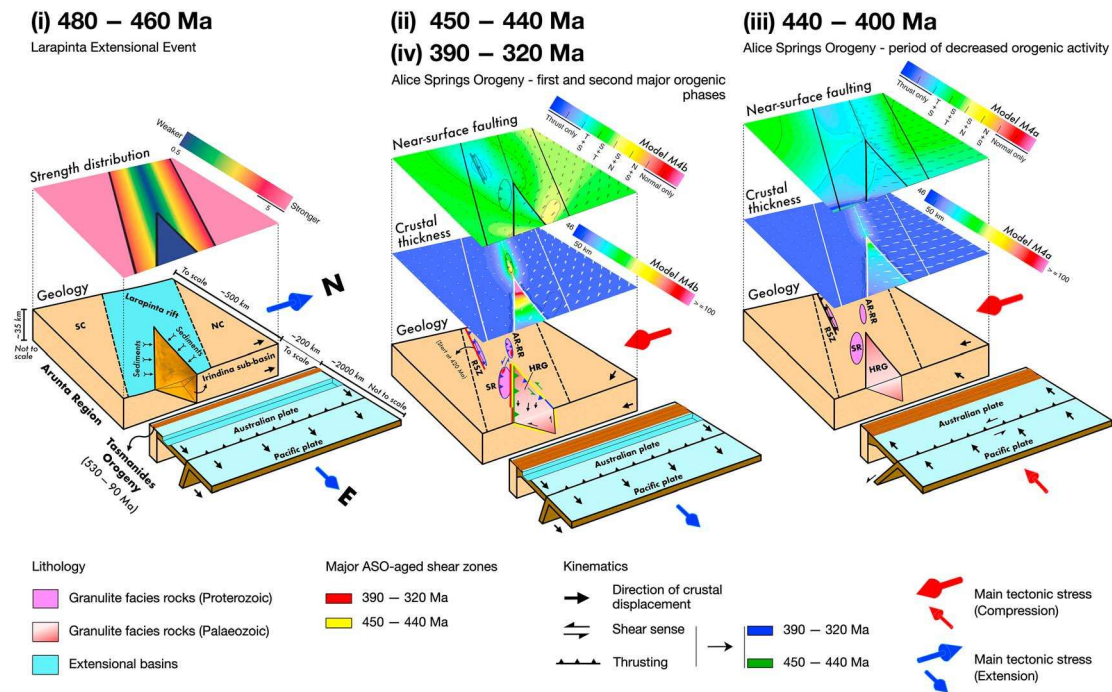 (i) 480 – 460 Ma
Larapinta Extensional Event
(ii) 450 – 440 Ma
(iv) 390 – 320 Ma
Alice Springs Orogeny - first and second major orogenic
phases
(iii) 440 – 400 Ma
Alice Springs Orogeny - period of decreased orogenic activity
Weaker
0.5
5
Stronger
Strength distribution
Geology
Larapinta rift
SC
NC
Sediments
Sediments
Irindina sub-basin
~35 km
Not to
scale
To scale
~500 km
~200 km
To scale
~2000 km
Not to scale
N
E
Arunta Region
Tasmanides
Orogeny
(530 – 90 Ma)
Australian plate
Pacific plate
Near-surface faulting
Thrust only
T
+
S
S
+
T
S
S
+
N
N
+
S
Normal only
Model M4b
Crustal
thickness
46
50 km
>=100
Model M4b
Geology
RSZ
(Start at 420 Ma)
AR-RR
SR
HRG
Australian plate
Pacific plate
Near-surface faulting
Thrust only
T
+
S
S
+
T
S
S
+
N
N
+
S
Normal only
Model M4a
Crustal
thickness
46
50 km
>=100
Model M4a
Geology
RSZ
AR-RR
SR
HRG
Australian plate
Pacific plate
Lithology
Granulite facies rocks (Proterozoic)
Granulite facies rocks (Palaeozoic)
Extensional basins
Major ASO-aged shear zones
390 – 320 Ma
450 – 440 Ma
Kinematics
Direction of crustal
displacement
Shear sense
Thrusting
390 – 320 Ma
450 – 440 Ma
Main tectonic stress
(Compression)
Main tectonic stress
(Extension)